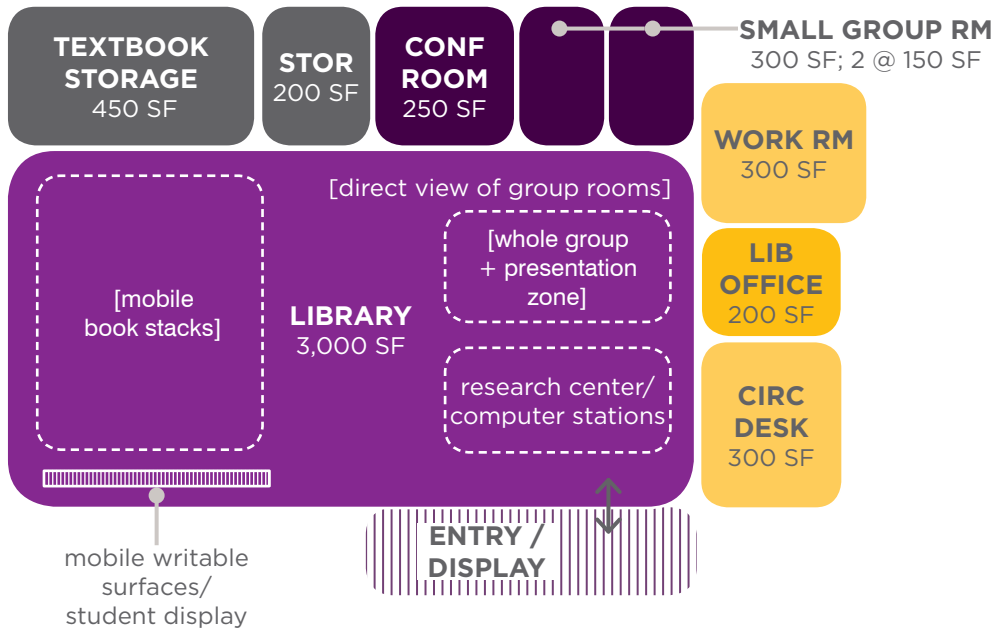 TEXTBOOK
STORAGE
450 SF
STOR
200 SF
CONF
ROOM
250 SF
SMALL GROUP RM
300 SF; 2 @ 150 SF
WORK RM
300 SF
[direct view of group rooms]
[whole group
+ presentation
zone]
[mobile
book stacks]
LIBRARY
3,000 SF
LIB
OFFICE
200 SF
research center/
computer stations
CIRC
DESK
300 SF
ENTRY /
DISPLAY
mobile writable
surfaces/
student display